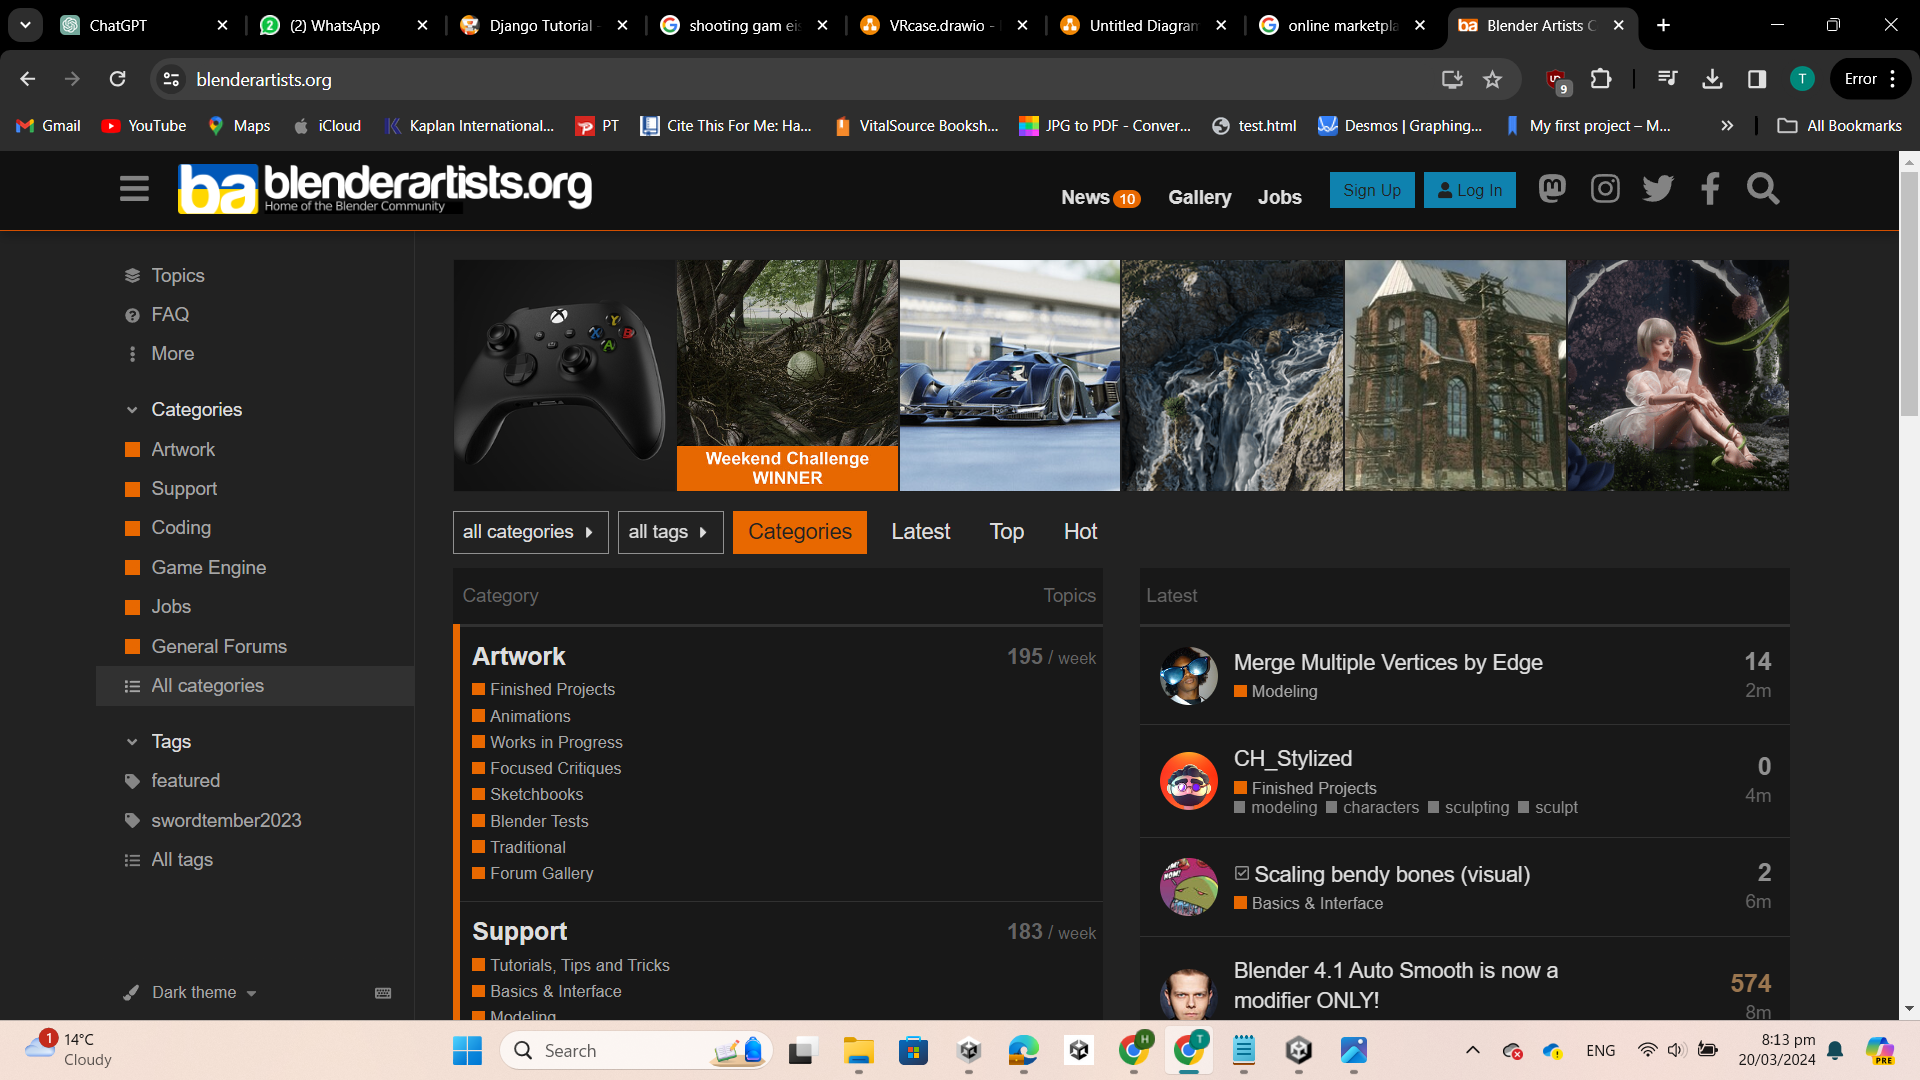 ChatGPT
(2) WhatsApp
Django Tutorial -
shooting gam eis
VRcase.drawio -
Untitled Diagram
online marketpla
Blender Artists C
blenderartists.org
9
T
Error
Gmail
YouTube
Maps
iCloud
Kaplan International...
PT
Cite This For Me: Ha...
VitalSource Booksh...
JPG to PDF - Conver...
test.html
Desmos | Graphing...
My first project – M...
All Bookmarks
ba blenderartists.org
Home of the Blender Community
News 10
Gallery
Jobs
Sign Up
Log In
Topics
FAQ
More
Categories
Artwork
Support
Coding
Game Engine
Jobs
General Forums
All categories
Tags
featured
swordtember2023
All tags
Dark theme
Y
X
B
A
Weekend Challenge
WINNER
all categories
all tags
Categories
Latest
Top
Hot
Category
Topics
Artwork
195 / week
Finished Projects
Animations
Works in Progress
Focused Critiques
Sketchbooks
Blender Tests
Traditional
Forum Gallery
Support
183 / week
Tutorials, Tips and Tricks
Basics & Interface
Modeling
Latest
Merge Multiple Vertices by Edge
14
Modeling
2m
CH_Stylized
0
Finished Projects
modeling characters sculpting sculpt
4m
Scaling bendy bones (visual)
2
Basics & Interface
6m
Blender 4.1 Auto Smooth is now a
modifier ONLY!
574
8m
1
14°C
Cloudy
Search
H
T
ENG
8:13 pm
20/03/2024
PRE